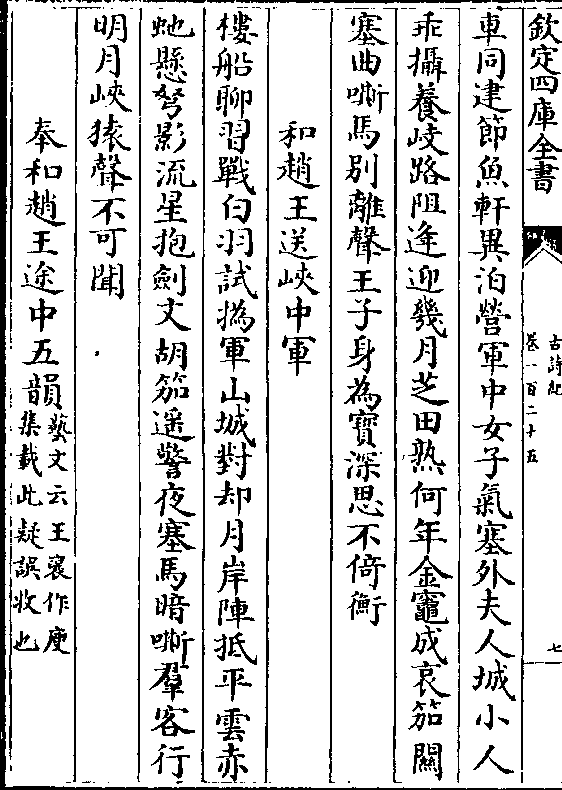 欽定四庫全書
古詩紀
卷一百二十五
七
車同建節魚軒異泊營軍中女子氣塞外夫人城小人
乖攝養岐路阻逢迎幾月芝田熟何年金竈成哀笳關
塞曲嘶馬別離聲王子身為寶深思不倚衡
和趙王送峽中軍
樓船聊習戰白羽試撝軍山城對却月岸陣抵平雲赤
虵懸弩影流星抱劍文胡笳遥警夜塞馬暗嘶羣客行
明月峽猿聲不可聞
奉和趙王途中五韻藝文云王褒作庾
集載此疑誤收也